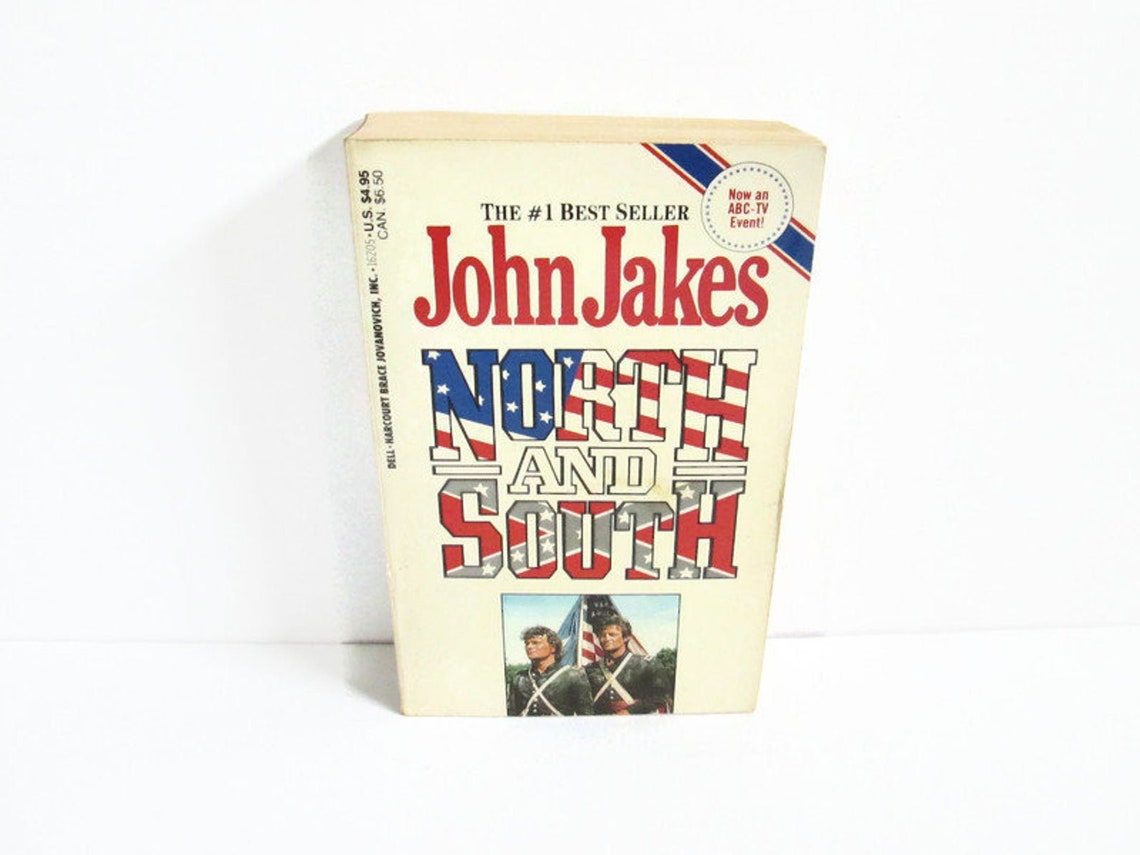 DELL • HARCOURT BRACE JOVANOVICH, INC. • 16205 • U.S. $4.95
CAN. $6.50
THE #1 BEST SELLER
Now an
ABC-TV
Event!
John Jakes
NORTH
AND
SOUTH